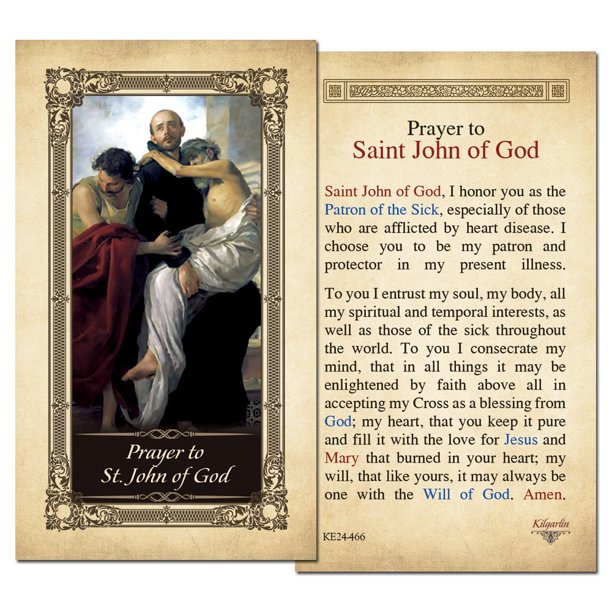 Prayer to
St. John of God
Prayer to
Saint John of God
Saint John of God, I honor you as the
Patron of the Sick, especially of those
who are afflicted by heart disease. I
choose you to be my patron and
protector in my present illness.
To you I entrust my soul, my body, all
my spiritual and temporal interests, as
well as those of the sick throughout
the world. To you I consecrate my
mind, that in all things it may be
enlightened by faith above all in
accepting my Cross as a blessing from
God; my heart, that you keep it pure
and fill it with the love for Jesus and
Mary that burned in your heart; my
will, that like yours, it may always be
one with the Will of God. Amen.
KE24-466
Kilgarlin